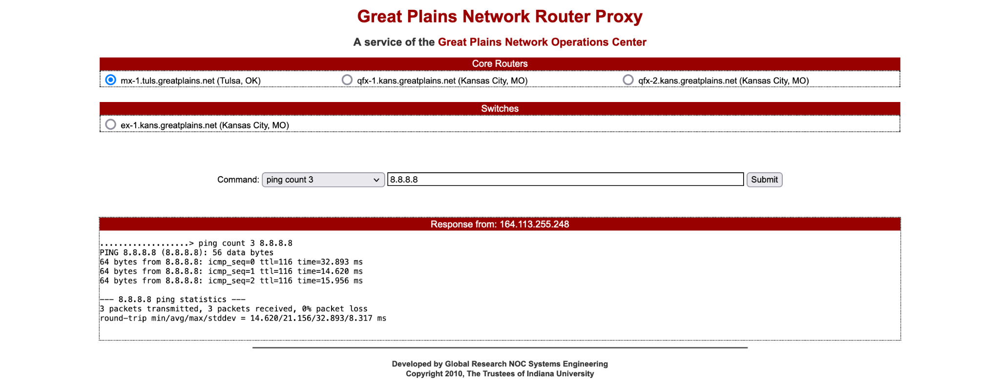 Great Plains Network Router Proxy
A service of the Great Plains Network Operations Center
Core Routers
mx-1.tuls.greatplains.net (Tulsa, OK) qfx-1.kans.greatplains.net (Kansas City, MO) qfx-2.kans.greatplains.net (Kansas City, MO)
Switches
ex-1.kans.greatplains.net (Kansas City, MO)
Command: ping count 3 8.8.8.8 Submit
Response from: 164.113.255.248
...................> ping count 3 8.8.8.8
PING 8.8.8.8 (8.8.8.8): 56 data bytes
64 bytes from 8.8.8.8: icmp_seq=0 ttl=116 time=32.893 ms
64 bytes from 8.8.8.8: icmp_seq=1 ttl=116 time=14.620 ms
64 bytes from 8.8.8.8: icmp_seq=2 ttl=116 time=15.956 ms
--- 8.8.8.8 ping statistics ---
3 packets transmitted, 3 packets received, 0% packet loss
round-trip min/avg/max/stddev = 14.620/21.156/32.893/8.317 ms
Developed by Global Research NOC Systems Engineering
Copyright 2010, The Trustees of Indiana University